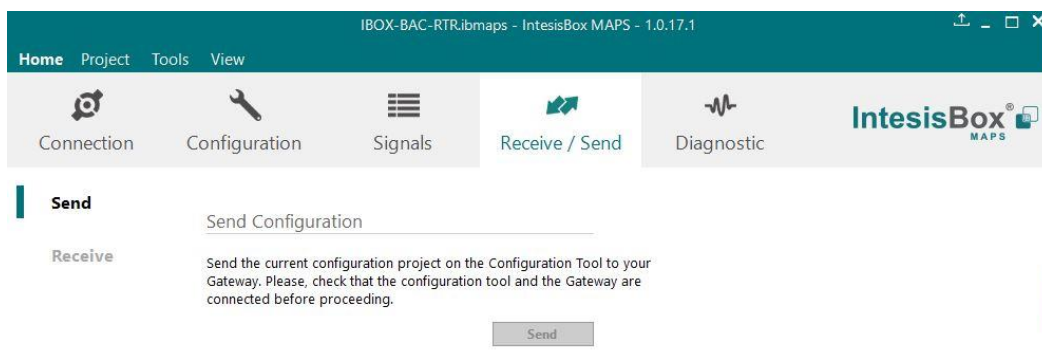 IBOX-BAC-RTR.ibmaps - IntesisBox MAPS - 1.0.17.1
Home Project Tools View
Connection Configuration Signals Receive / Send Diagnostic
IntesisBox®
MAPS
Send
Receive
Send Configuration
Send the current configuration project on the Configuration Tool to your
Gateway. Please, check that the configuration tool and the Gateway are
connected before proceeding.
Send